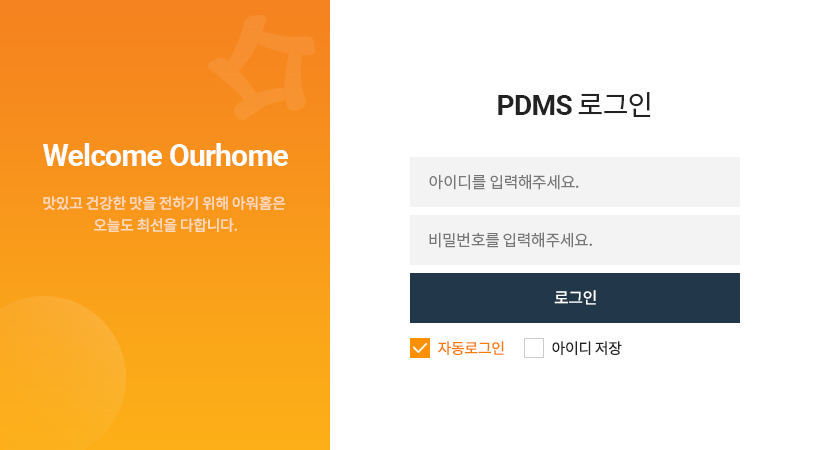 Welcome Ourhome
맛있고 건강한 맛을 전하기 위해 아워홈은
오늘도 최선을 다합니다.
PDMS 로그인
아이디를 입력해주세요.
비밀번호를 입력해주세요.
로그인
자동로그인
아이디 저장